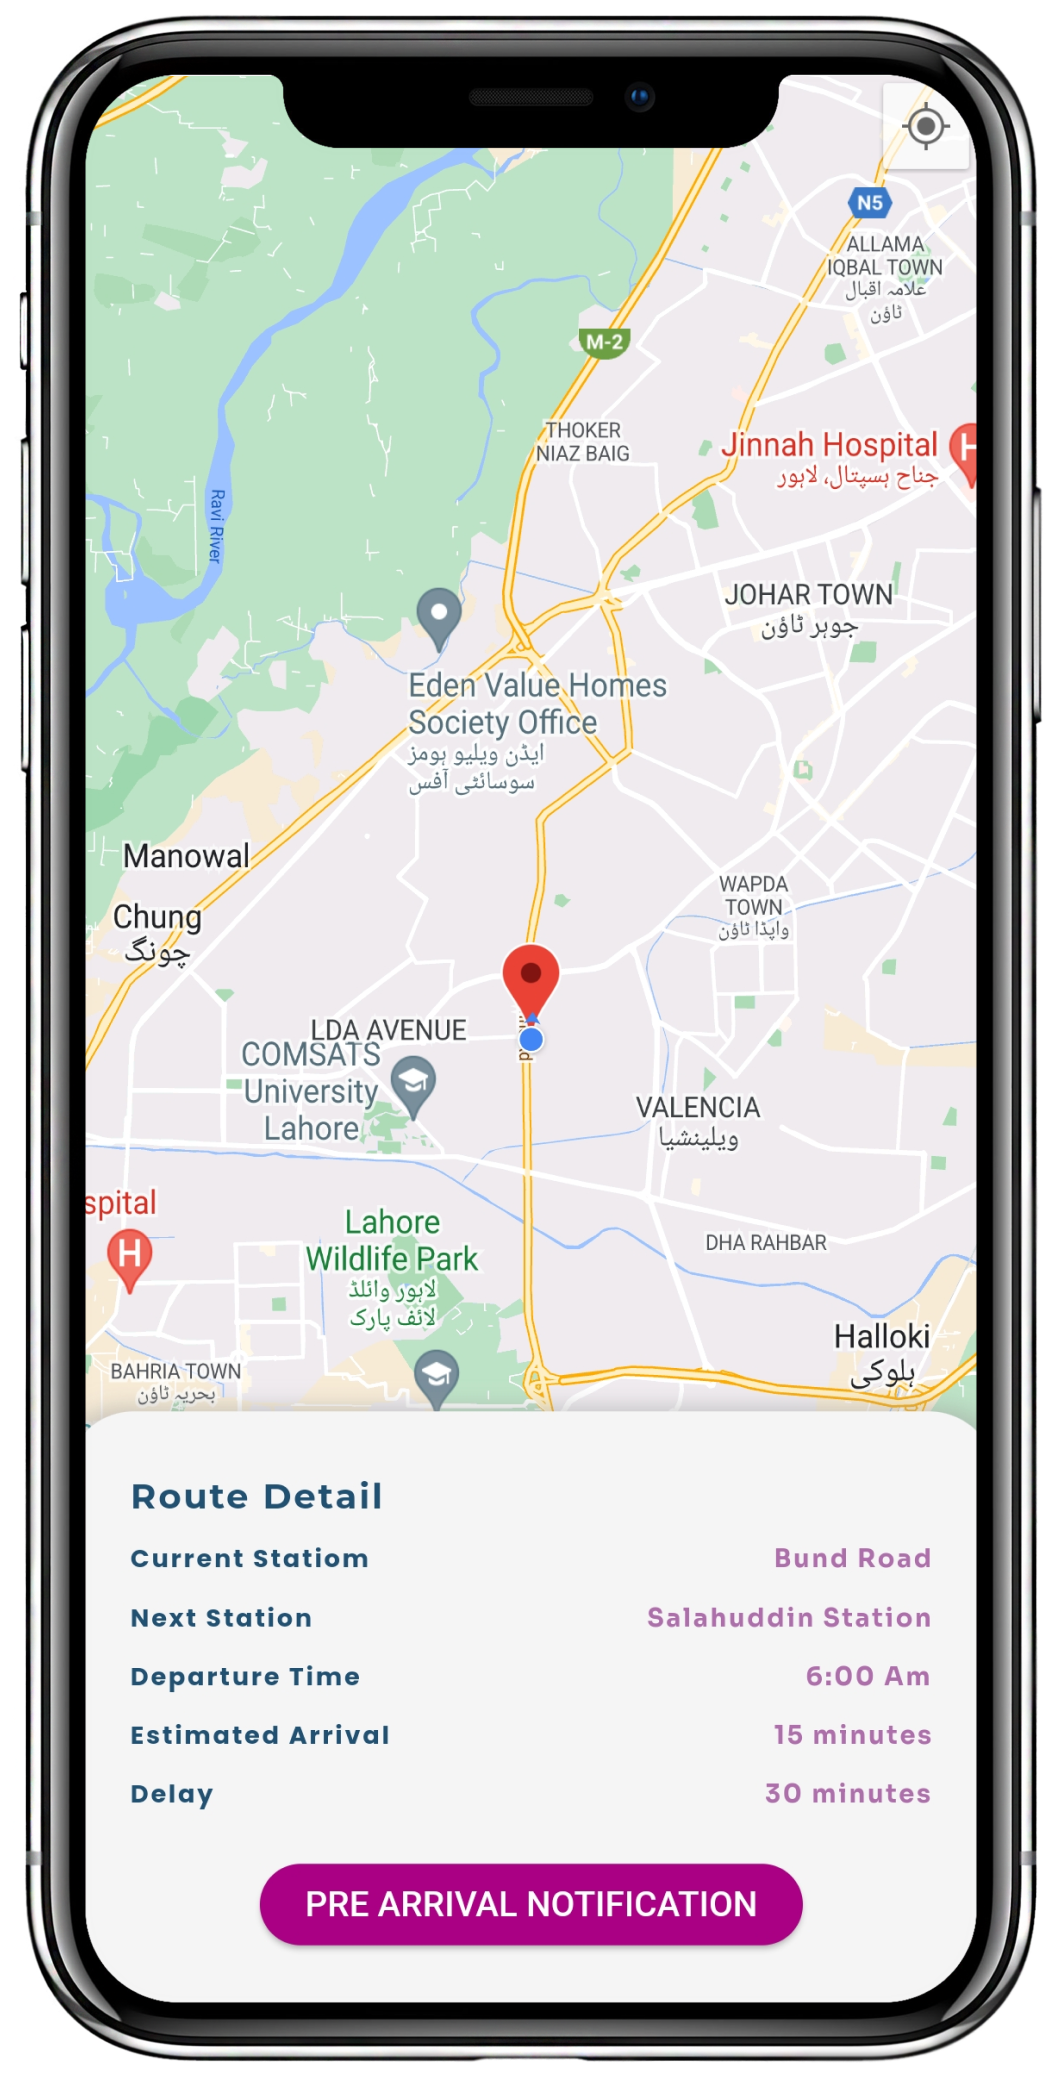 N5
ALLAMA
IQBAL TOWN
علامہ اقبال
ٹاؤن
M-2
THOKER
NIAZ BAIG
Jinnah Hospital
جناح ہسپتال، لاہور
H
Ravi River
JOHAR TOWN
جوہر ٹاؤن
Eden Value Homes
Society Office
ایڈن ویلیو ہومز
سوسائٹی آفس
Manowal
Chung
چونگ
WAPDA
TOWN
واپڈا ٹاؤن
LDA AVENUE
COMSATS
University
Lahore
VALENCIA
ویلینشیا
spital
H
Lahore
Wildlife Park
لاہور وائلڈ
لائف پارک
DHA RAHBAR
Halloki
ہلوکی
BAHRIA TOWN
بحریہ ٹاؤن
Route Detail
Current Statiom Bund Road
Next Station Salahuddin Station
Departure Time 6:00 Am
Estimated Arrival 15 minutes
Delay 30 minutes
PRE ARRIVAL NOTIFICATION